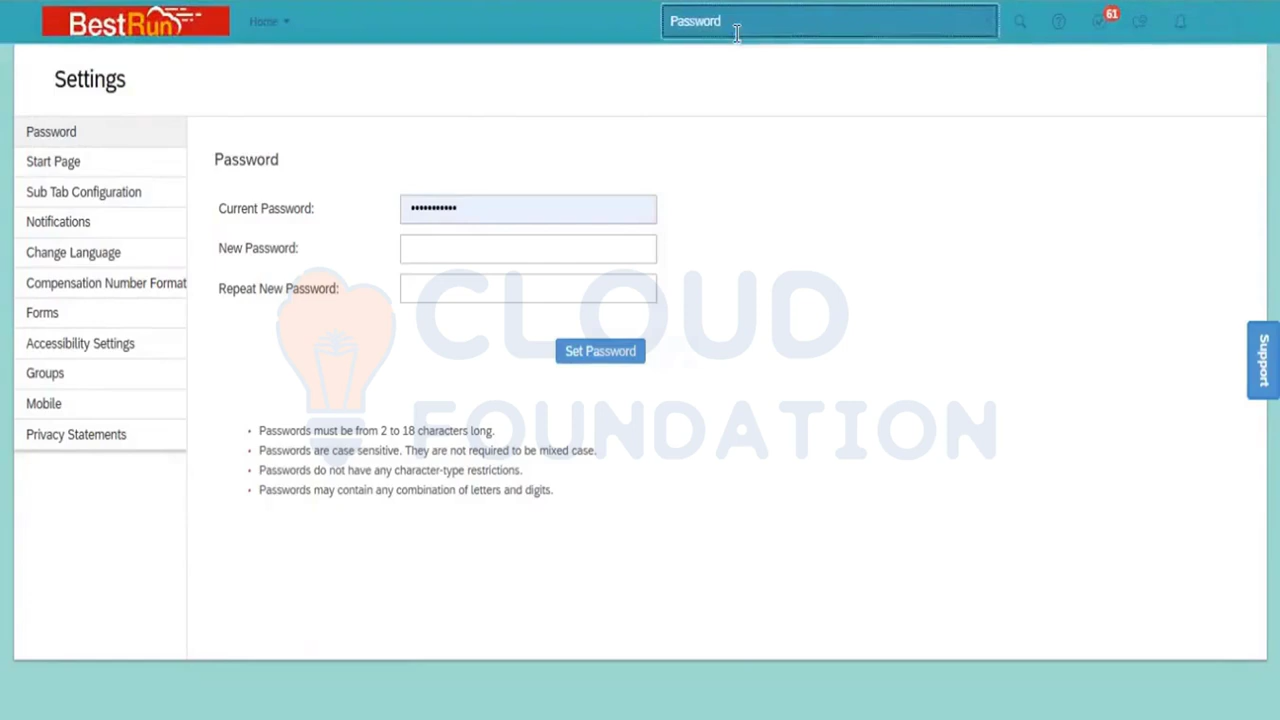 BestRun
Home
Password
61
Settings
Password
Start Page
Sub Tab Configuration
Notifications
Change Language
Compensation Number Format
Forms
Accessibility Settings
Groups
Mobile
Privacy Statements
Password
Current Password: •••••••••••
New Password:
Repeat New Password:
Set Password
• Passwords must be from 2 to 18 characters long.
• Passwords are case sensitive. They are not required to be mixed case.
• Passwords do not have any character-type restrictions.
• Passwords may contain any combination of letters and digits.
CLOUD
FOUNDATION
Support